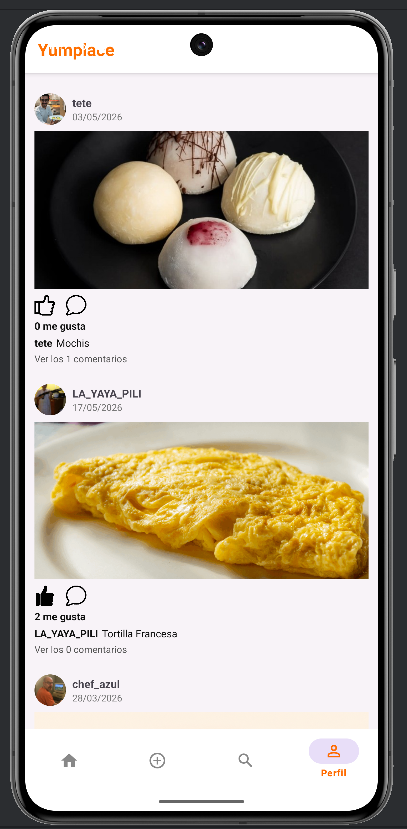 Yumplace
tete
03/05/2026
0 me gusta
tete Mochis
Ver los 1 comentarios
LA_YAYA_PILI
17/05/2026
2 me gusta
LA_YAYA_PILI Tortilla Francesa
Ver los 0 comentarios
chef_azul
28/03/2026
Perfil